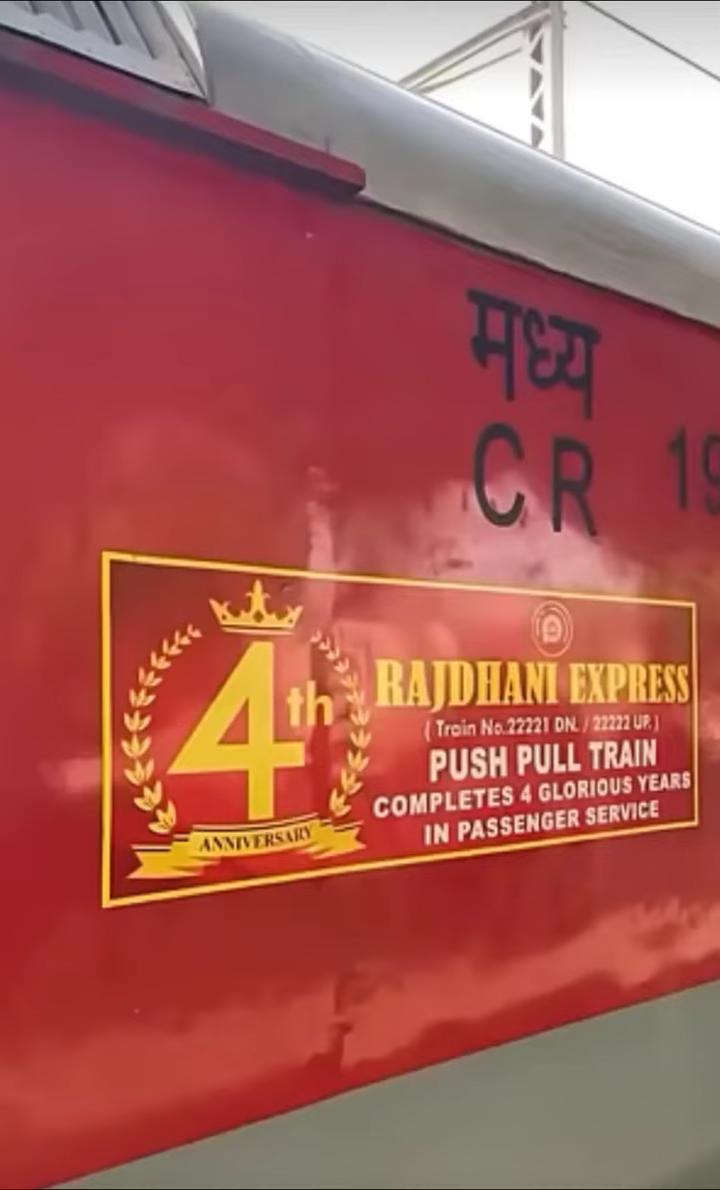 मध्य
CR 19
4th
ANNIVERSARY
RAJDHANI EXPRESS
( Train No.22221 DN. / 22222 UP. )
PUSH PULL TRAIN
COMPLETES 4 GLORIOUS YEARS
IN PASSENGER SERVICE